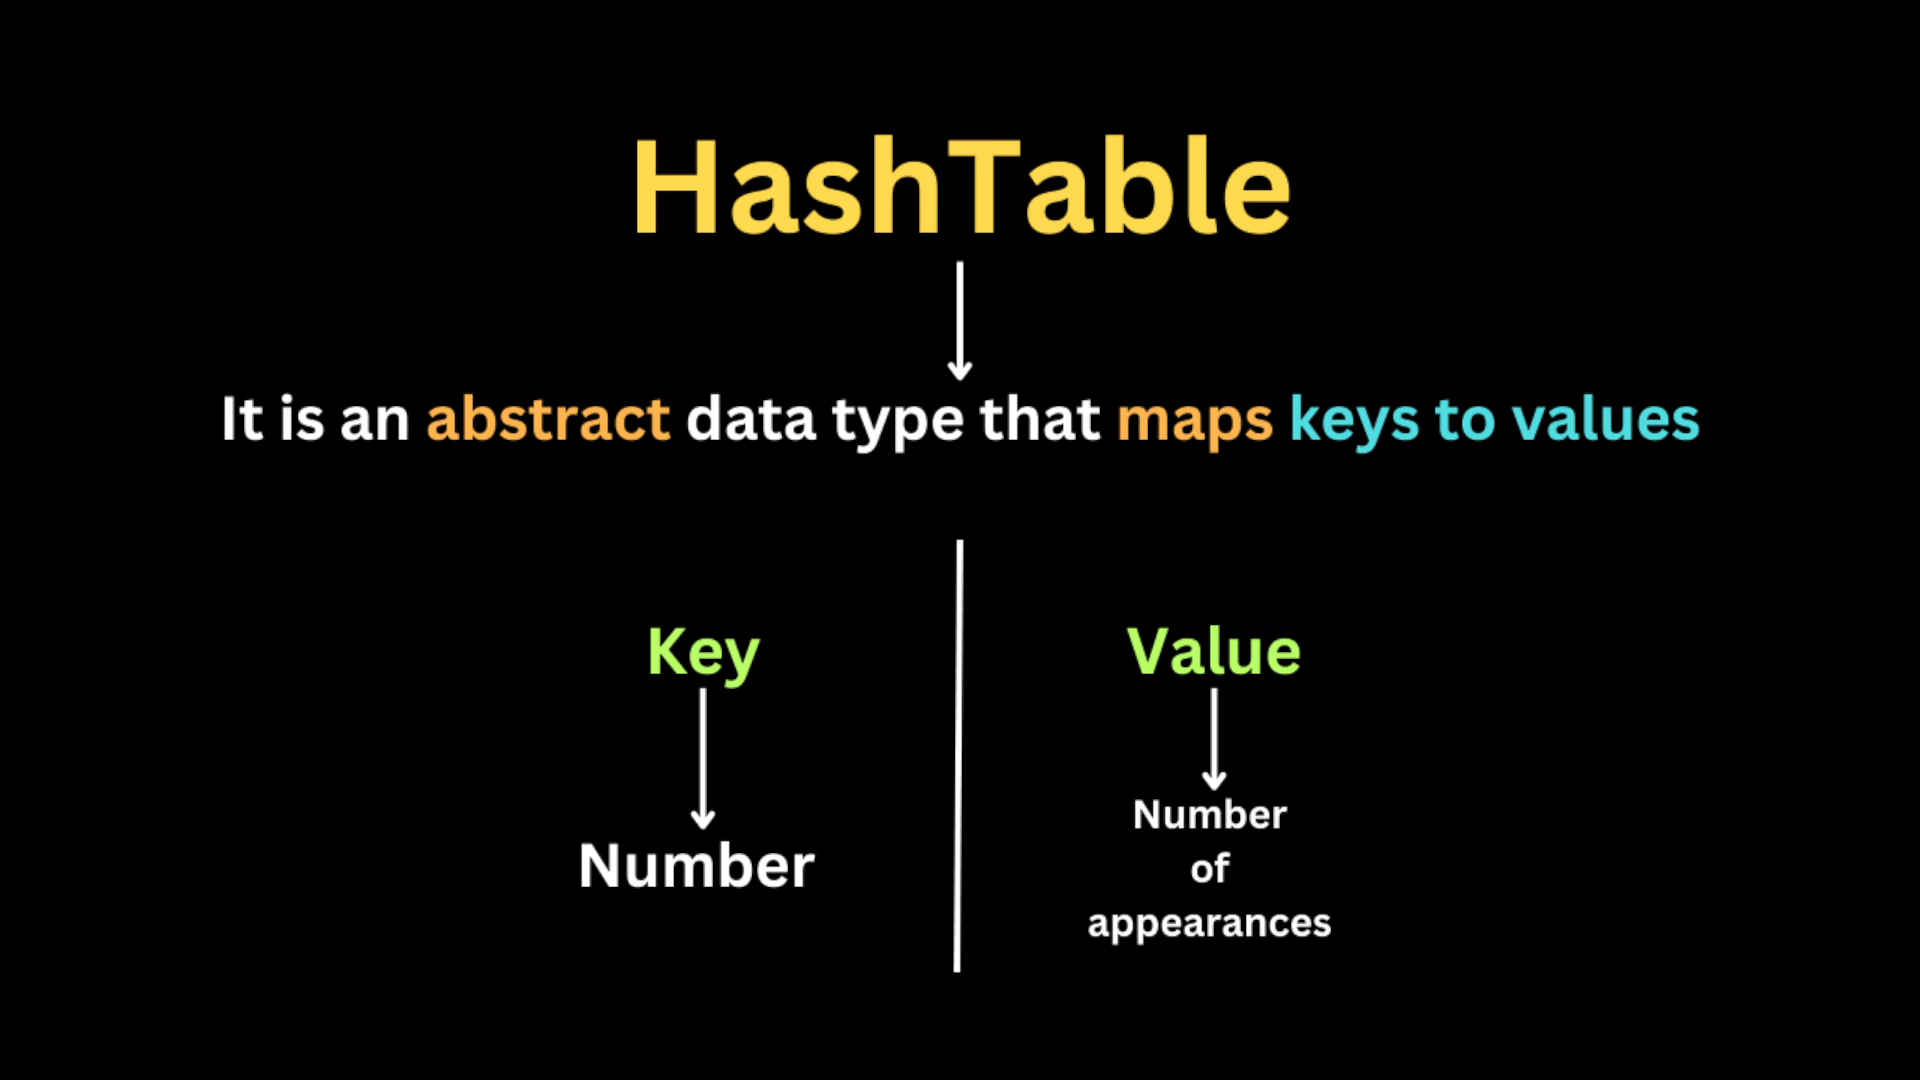 HashTable
It is an abstract data type that maps keys to values
Key
Number
Value
Number
of
appearances